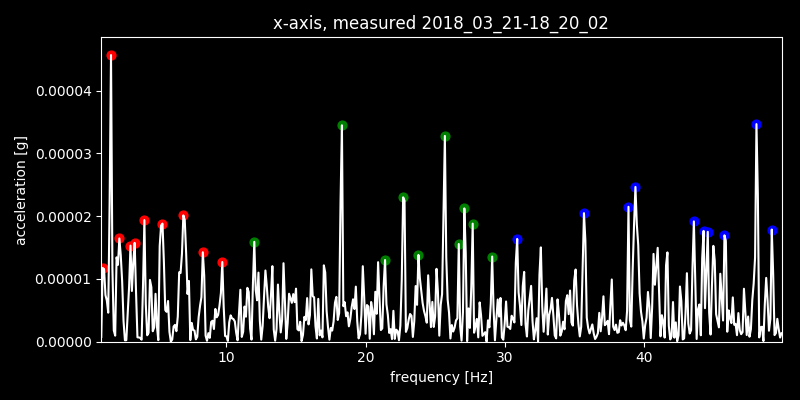 x-axis, measured 2018_03_21-18_20_02
acceleration [g]
0.00004
0.00003
0.00002
0.00001
0.00000
10 20 30 40
frequency [Hz]